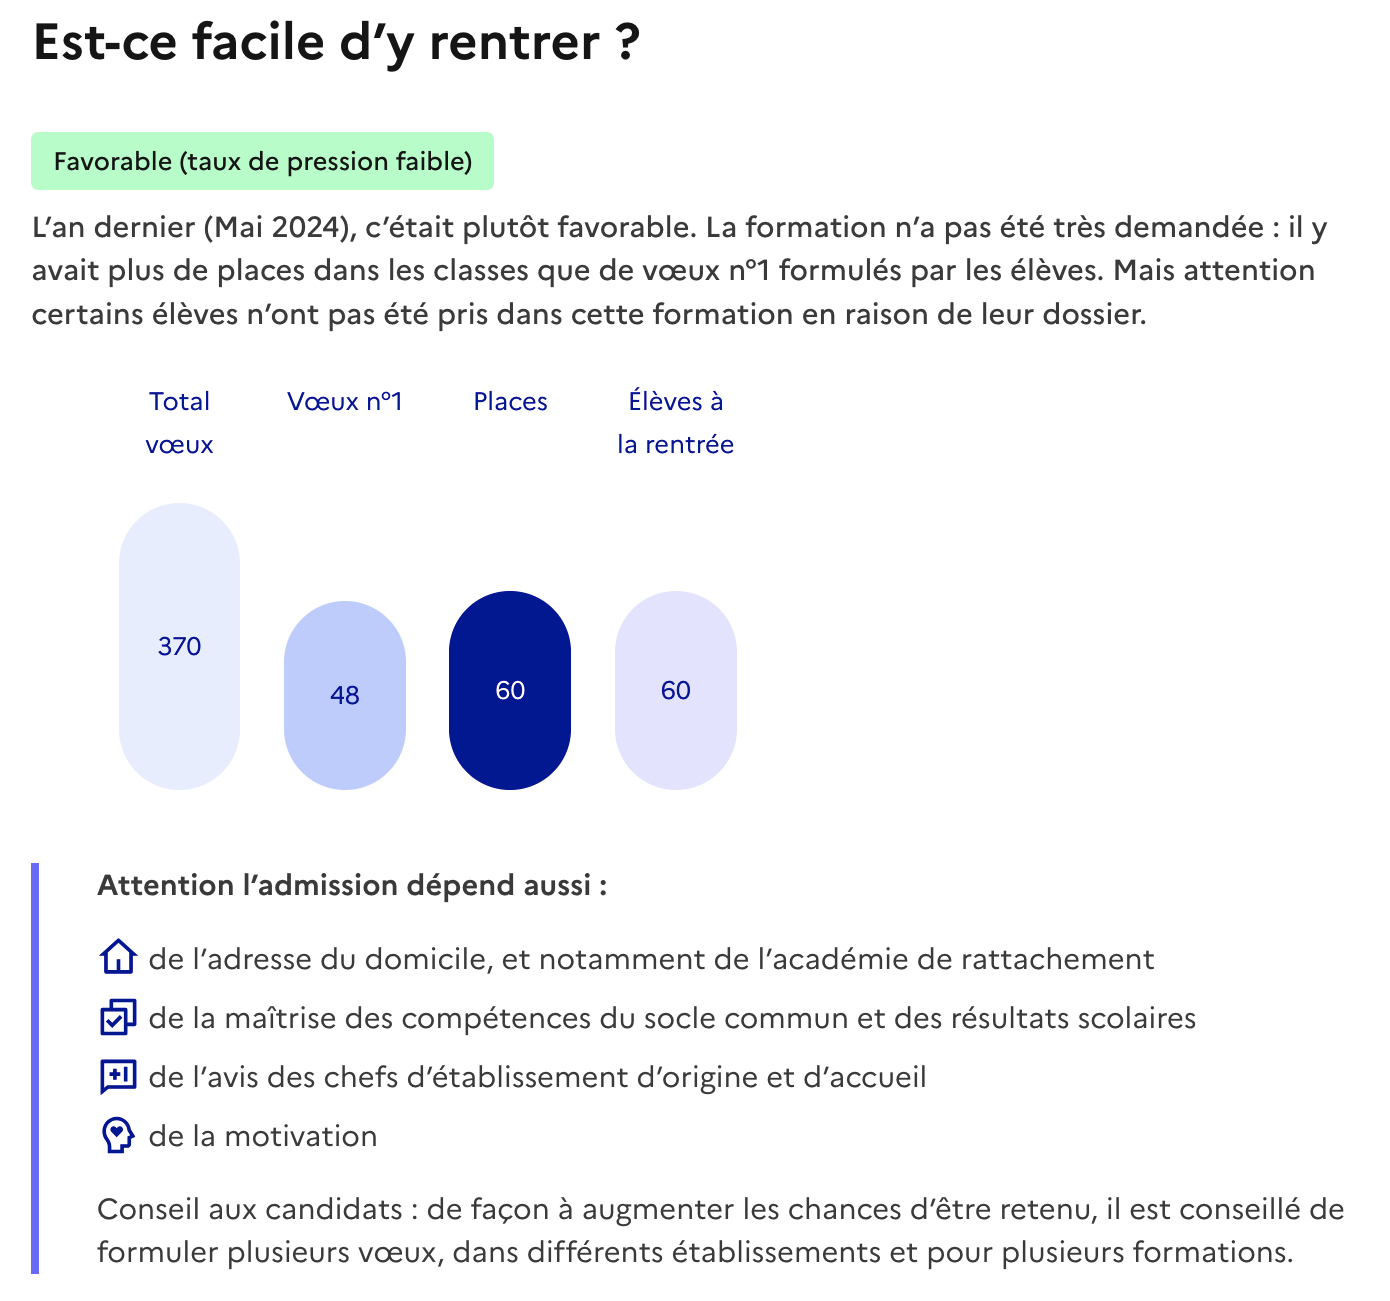 Est-ce facile d’y rentrer ?
Favorable (taux de pression faible)
L’an dernier (Mai 2024), c’était plutôt favorable. La formation n’a pas été très demandée : il y
avait plus de places dans les classes que de vœux n°1 formulés par les élèves. Mais attention
certains élèves n’ont pas été pris dans cette formation en raison de leur dossier.
Total
vœux
Vœux n°1
Places
Élèves à
la rentrée
370
48
60
60
Attention l’admission dépend aussi :
de l’adresse du domicile, et notamment de l’académie de rattachement
de la maîtrise des compétences du socle commun et des résultats scolaires
de l’avis des chefs d’établissement d’origine et d’accueil
de la motivation
Conseil aux candidats : de façon à augmenter les chances d’être retenu, il est conseillé de
formuler plusieurs vœux, dans différents établissements et pour plusieurs formations.